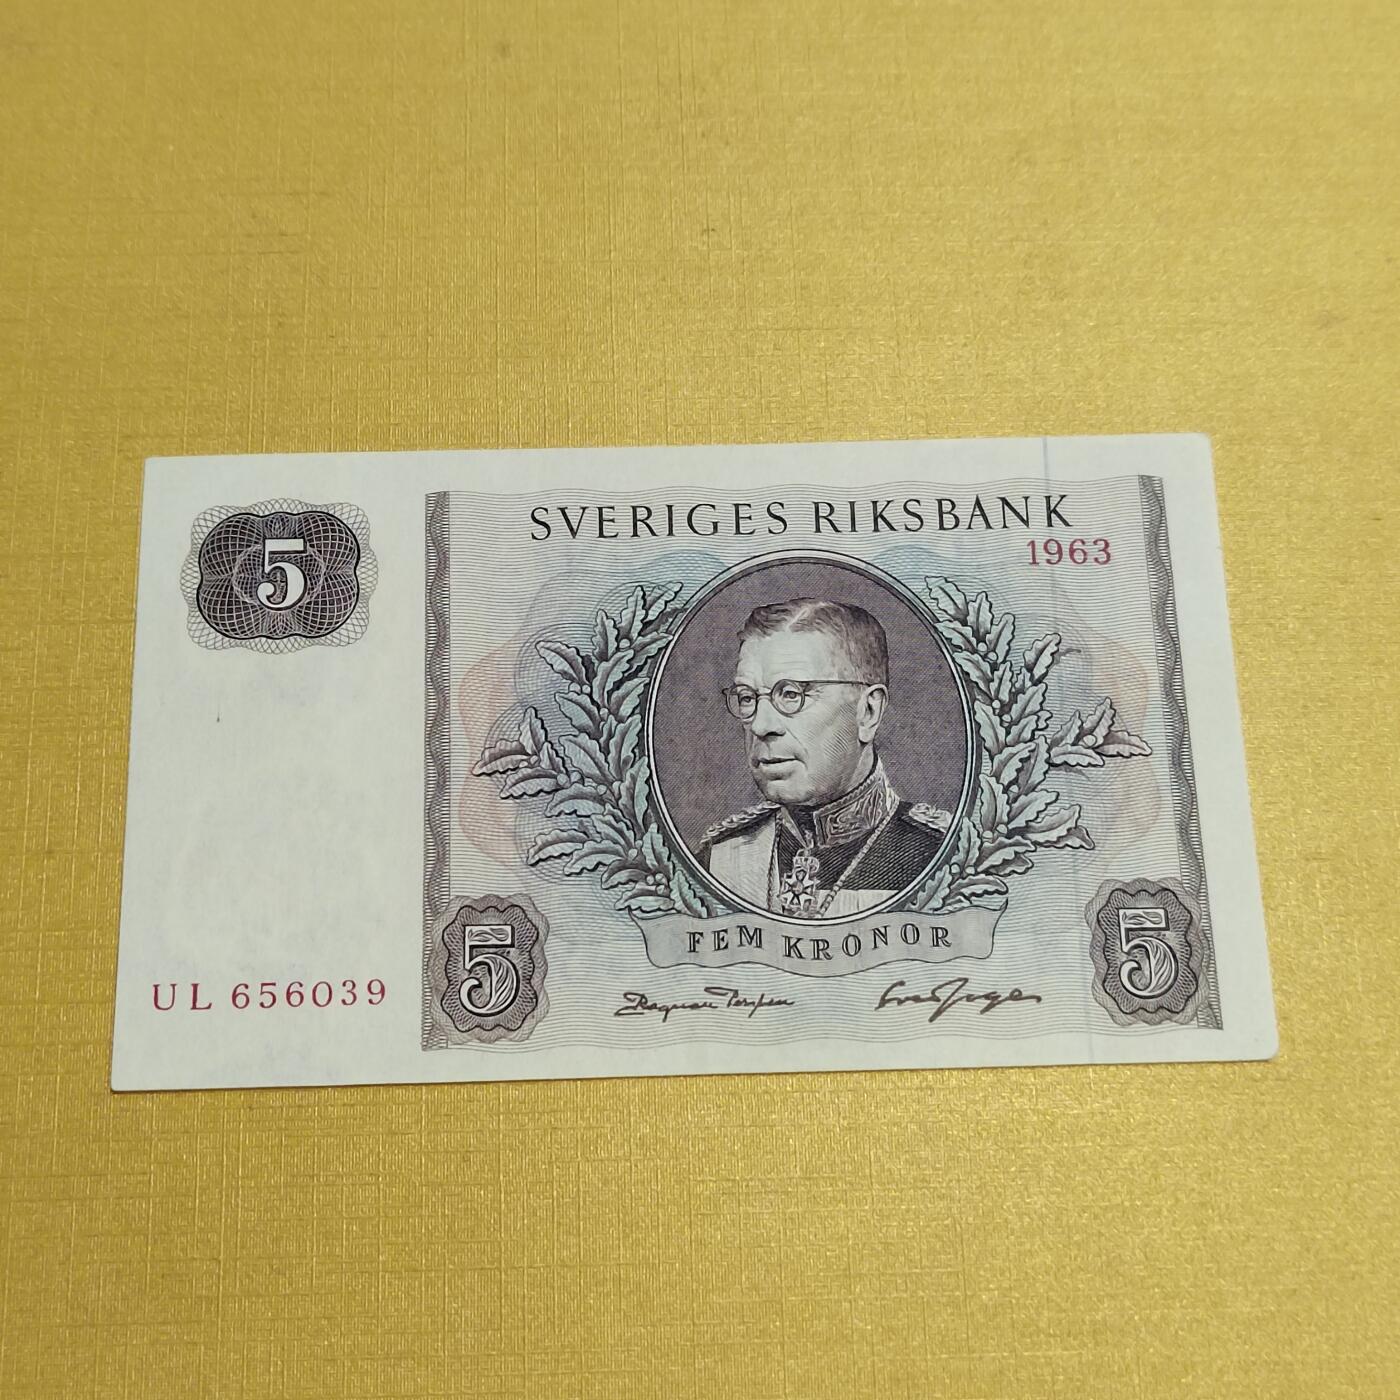 5
SVERIGES RIKSBANK
1963
FEM KRONOR
5
5
UL 656039